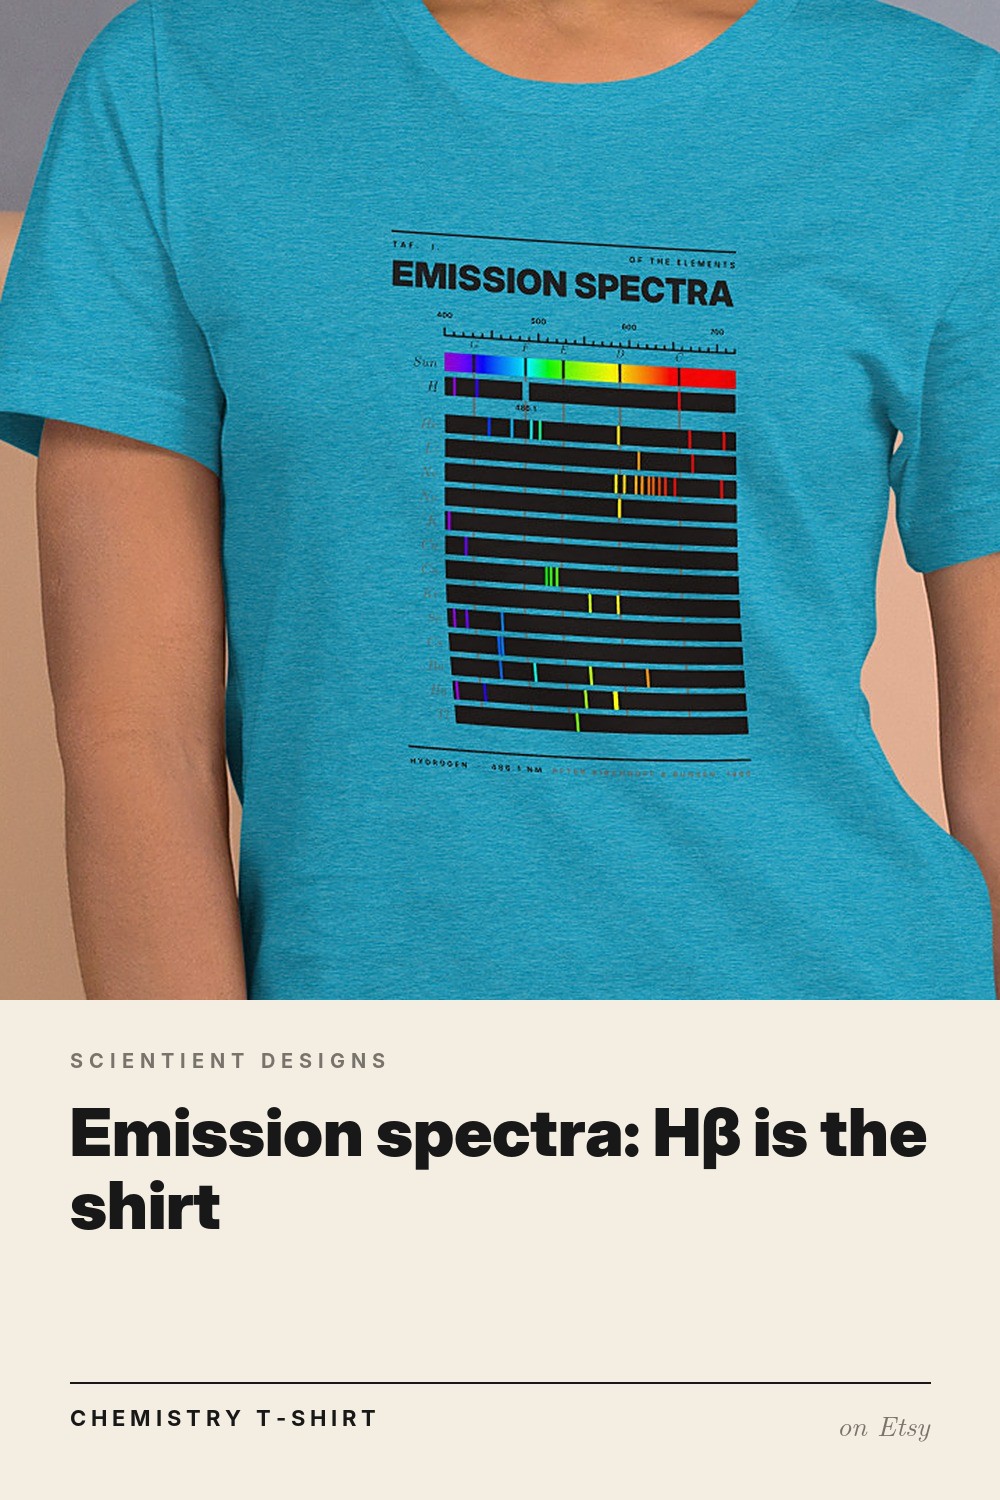 TAF. I.
OF THE ELEMENTS
EMISSION SPECTRA
400 500 600 700
G F E D C
Sun
H
486.1
HYDROGEN 486.1 NM
SCIENTIENT DESIGNS
Emission spectra: Hβ is the
shirt
CHEMISTRY T-SHIRT
on Etsy